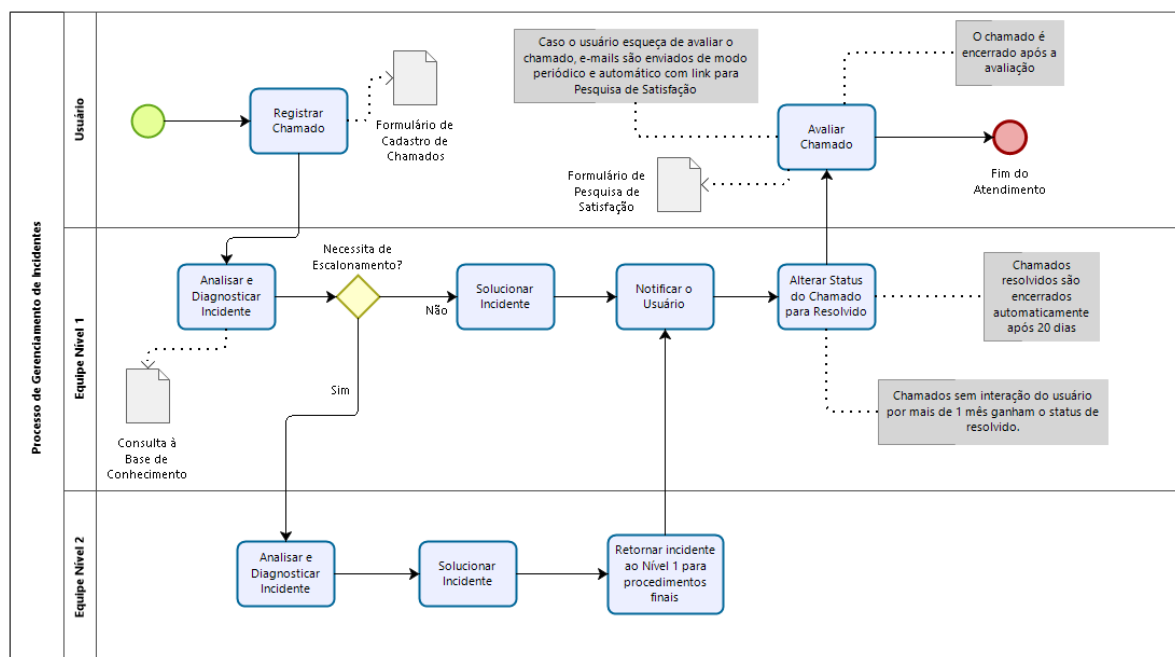 Processo de Gerenciamento de Incidentes
Usuário
Registrar
Chamado
Formulário de
Cadastro de
Chamados
Caso o usuário esqueça de avaliar o
chamado, e-mails são enviados de modo
periódico e automático com link para
Pesquisa de Satisfação
O chamado é
encerrado após a
avaliação
Avaliar
Chamado
Formulário de
Pesquisa de
Satisfação
Fim do
Atendimento
Equipe Nível 1
Analisar e
Diagnosticar
Incidente
Necessita de
Escalonamento?
Não
Sim
Solucionar
Incidente
Notificar o
Usuário
Alterar Status
do Chamado
para Resolvido
Chamados
resolvidos são
encerrados
automaticamente
após 20 dias
Chamados sem interação do usuário
por mais de 1 mês ganham o status de
resolvido.
Consulta à
Base de
Conhecimento
Equipe Nível 2
Analisar e
Diagnosticar
Incidente
Solucionar
Incidente
Retornar incidente
ao Nível 1 para
procedimentos
finais